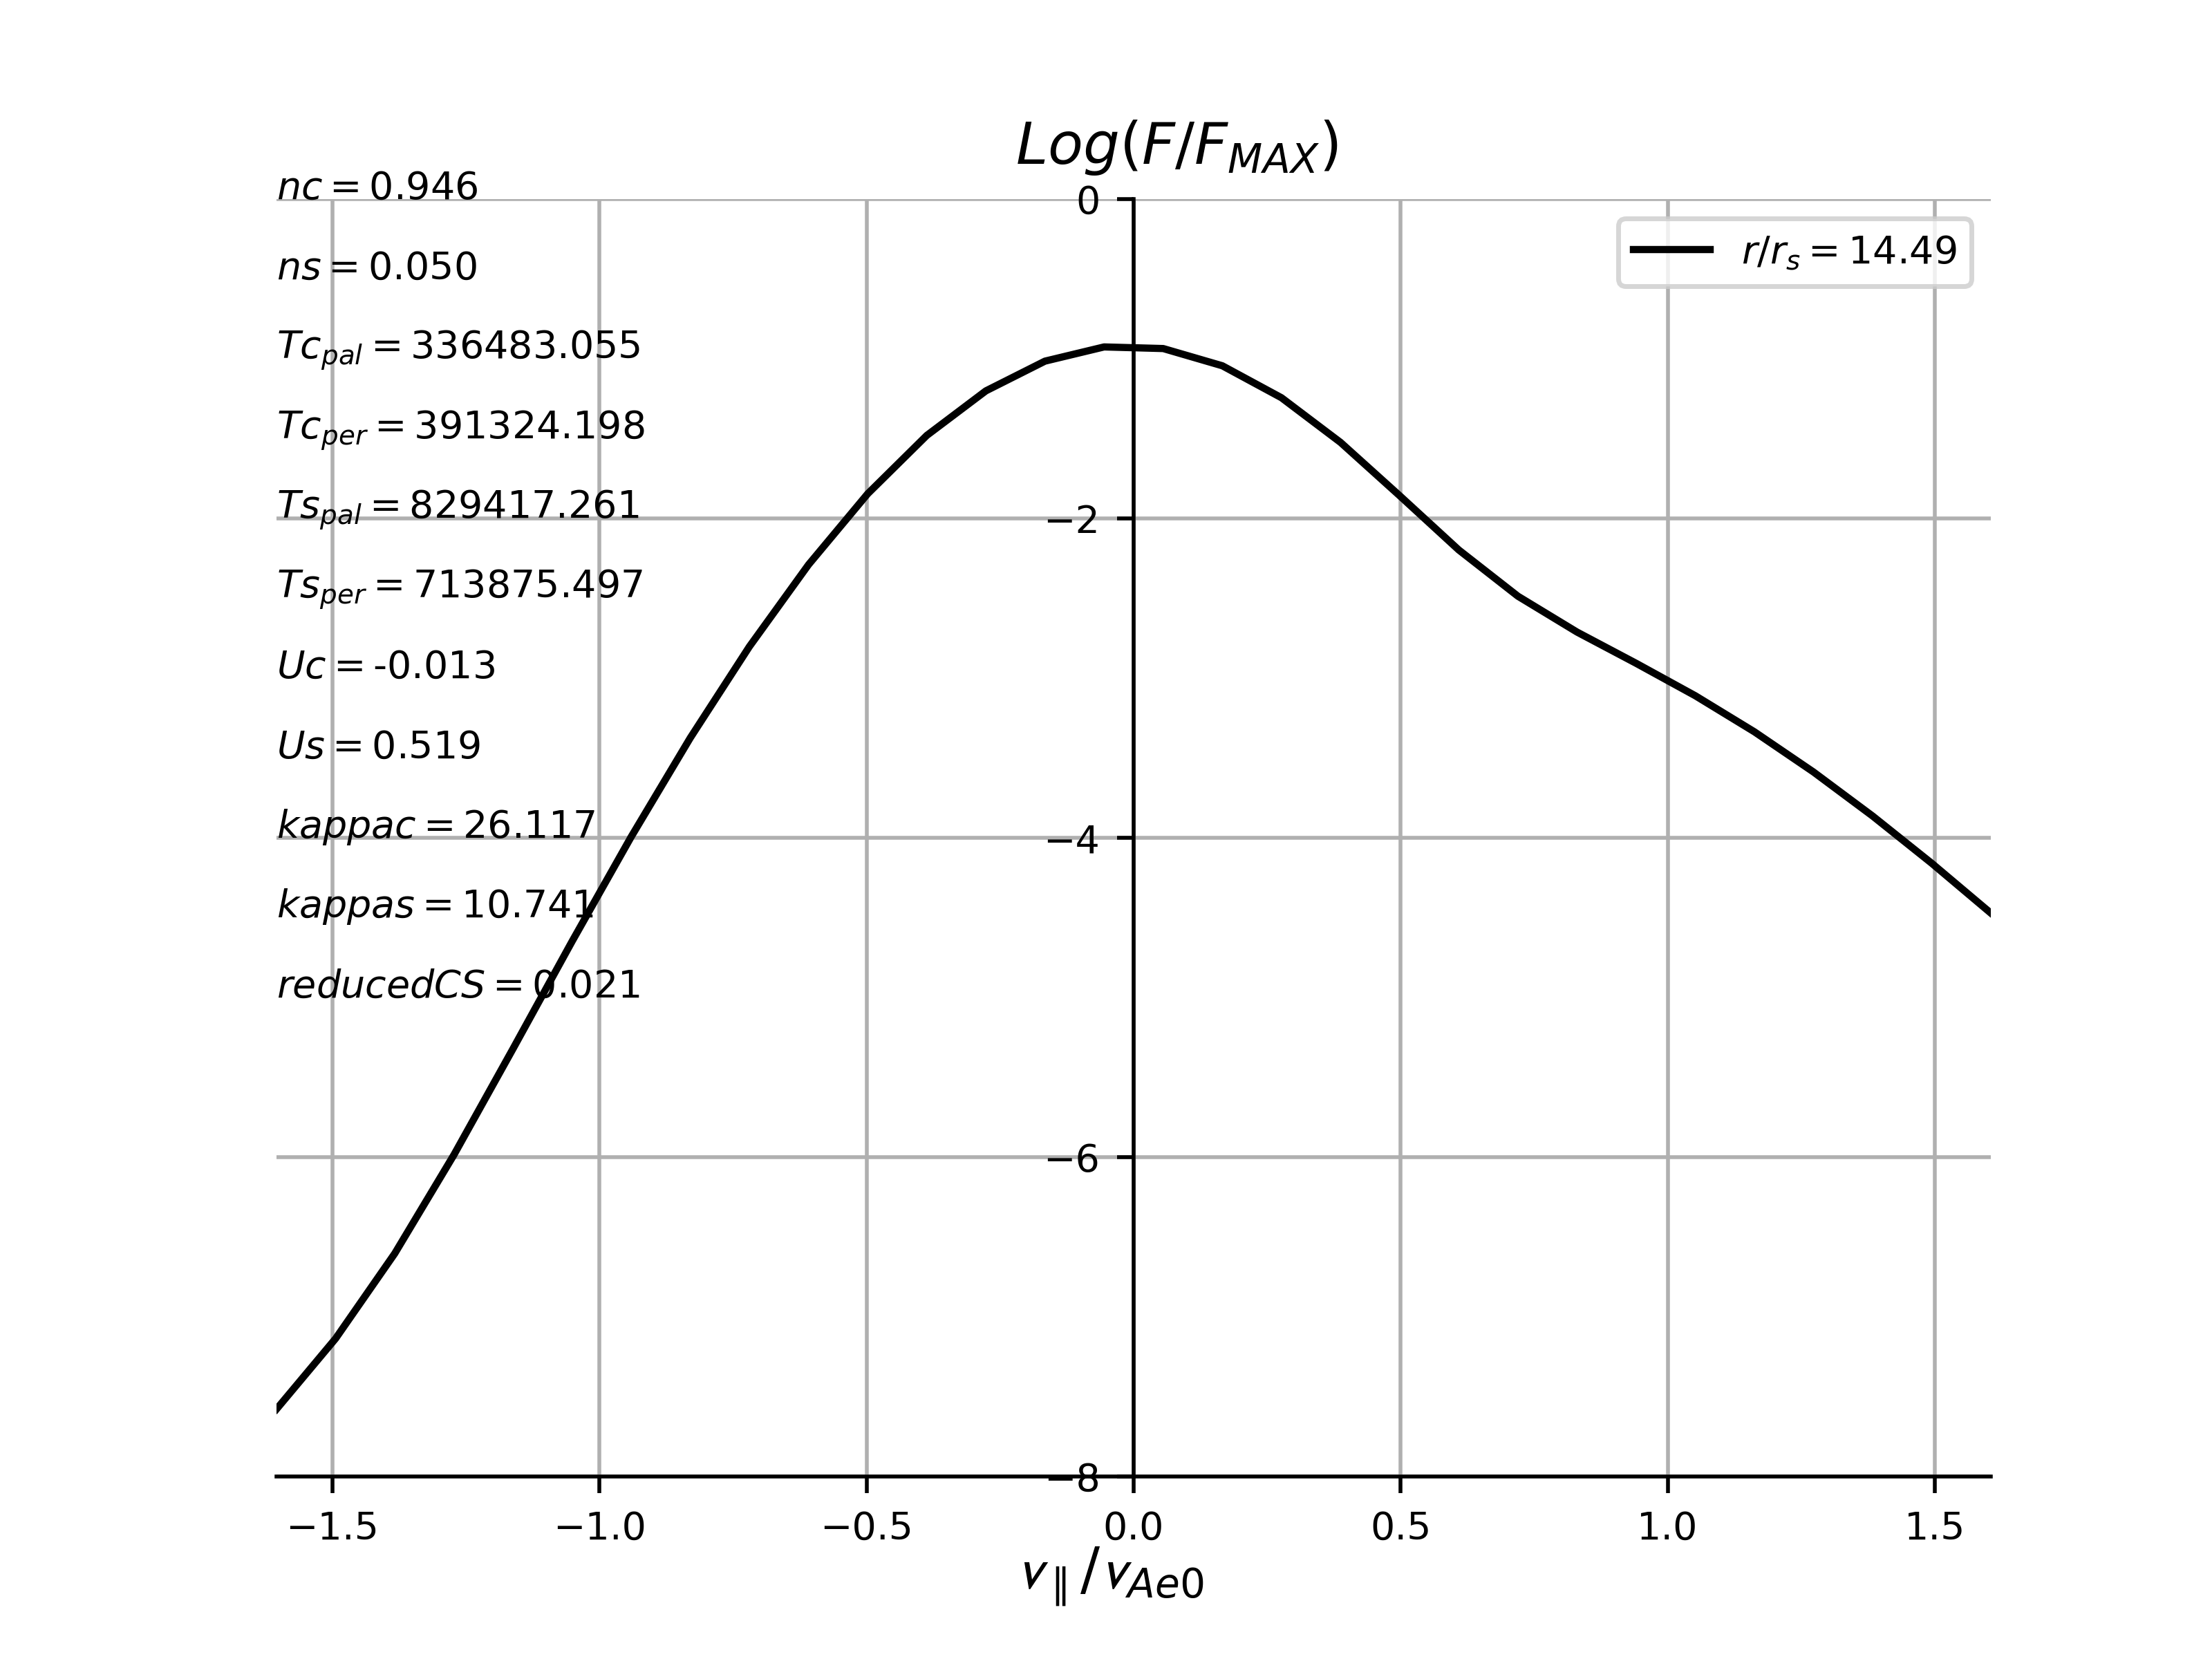 Log(F/F_MAX)
nc = 0.946
0
r/r_s = 14.49
ns = 0.050
Tc_pal = 336483.055
Tc_per = 391324.198
Ts_pal = 829417.261
−2
Ts_per = 713875.497
Uc = -0.013
Us = 0.519
kappac = 26.117
−4
kappas = 10.741
reducedCS = 0.021
−6
−8
−1.5 −1.0 −0.5 0.0 0.5 1.0 1.5
v_∥/v_Ae0